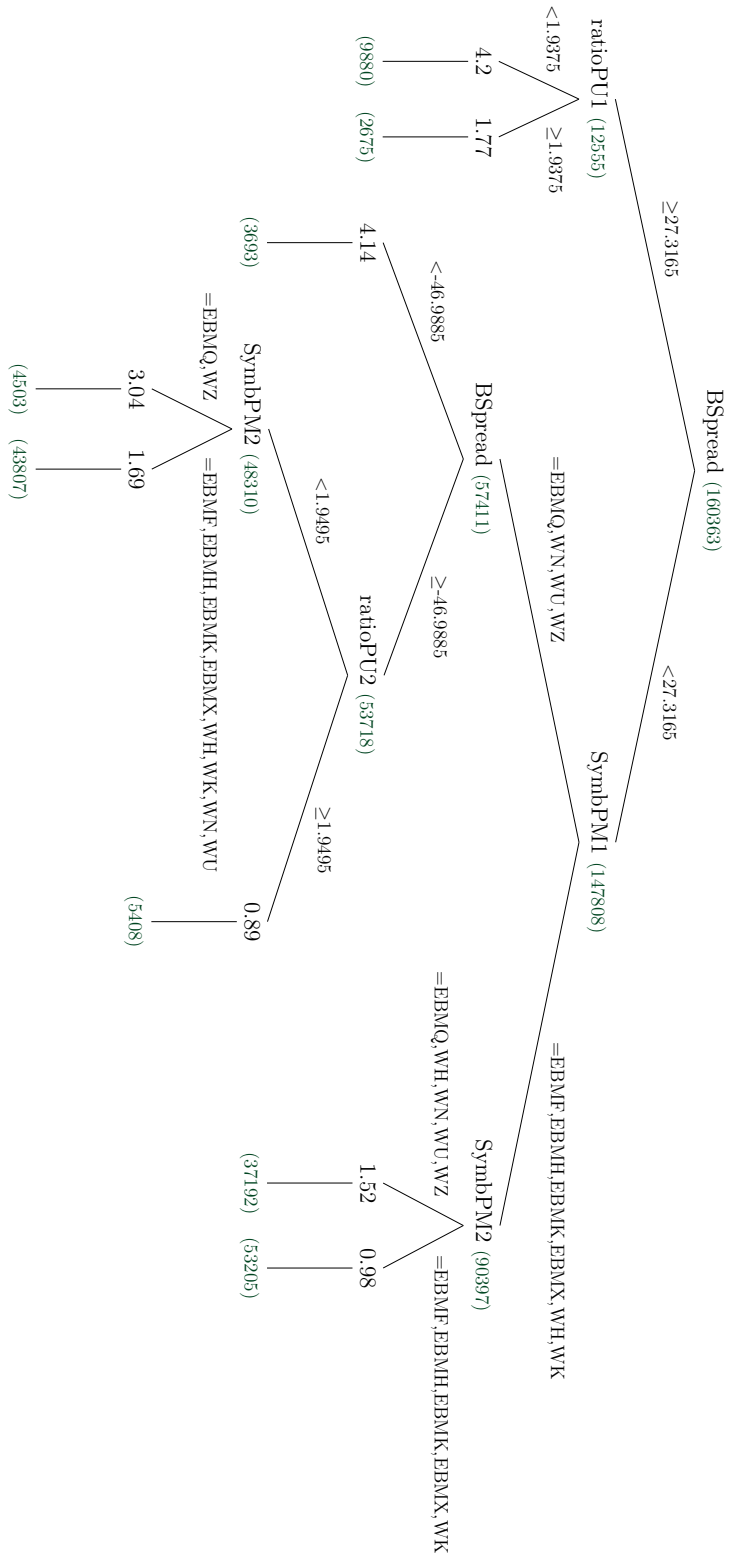 BSpread (160363)
≥27.3165
<27.3165
ratioPU1 (12555)
SymbPM1 (147808)
<1.9375
≥1.9375
=EBMQ,WN,WU,WZ
=EBMF,EBMH,EBMK,EBMX,WH,WK
4.2
1.77
BSpread (57411)
SymbPM2 (90397)
(9880)
(2675)
<-46.9885
≥-46.9885
=EBMQ,WH,WN,WU,WZ
=EBMF,EBMH,EBMK,EBMX,WK
4.14
ratioPU2 (53718)
1.52
0.98
(3693)
<1.9495
≥1.9495
(37192)
(53205)
SymbPM2 (48310)
0.89
=EBMQ,WZ
=EBMF,EBMH,EBMK,EBMX,WH,WK,WN,WU
(5408)
3.04
1.69
(4503)
(43807)